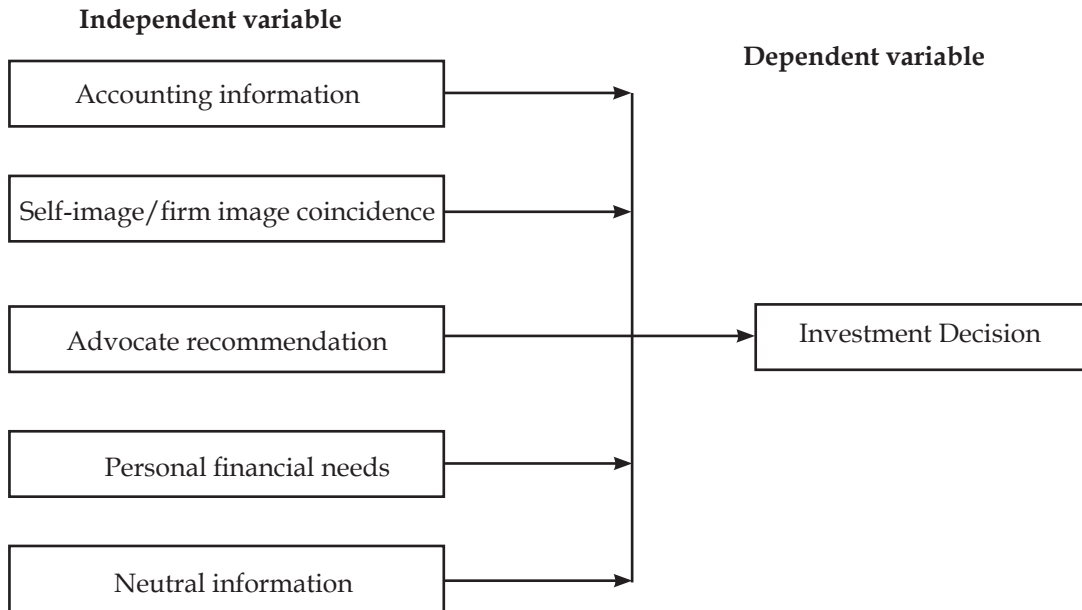 Independent variable
Dependent variable
Accounting information
Self-image/firm image coincidence
Advocate recommendation
Investment Decision
Personal financial needs
Neutral information